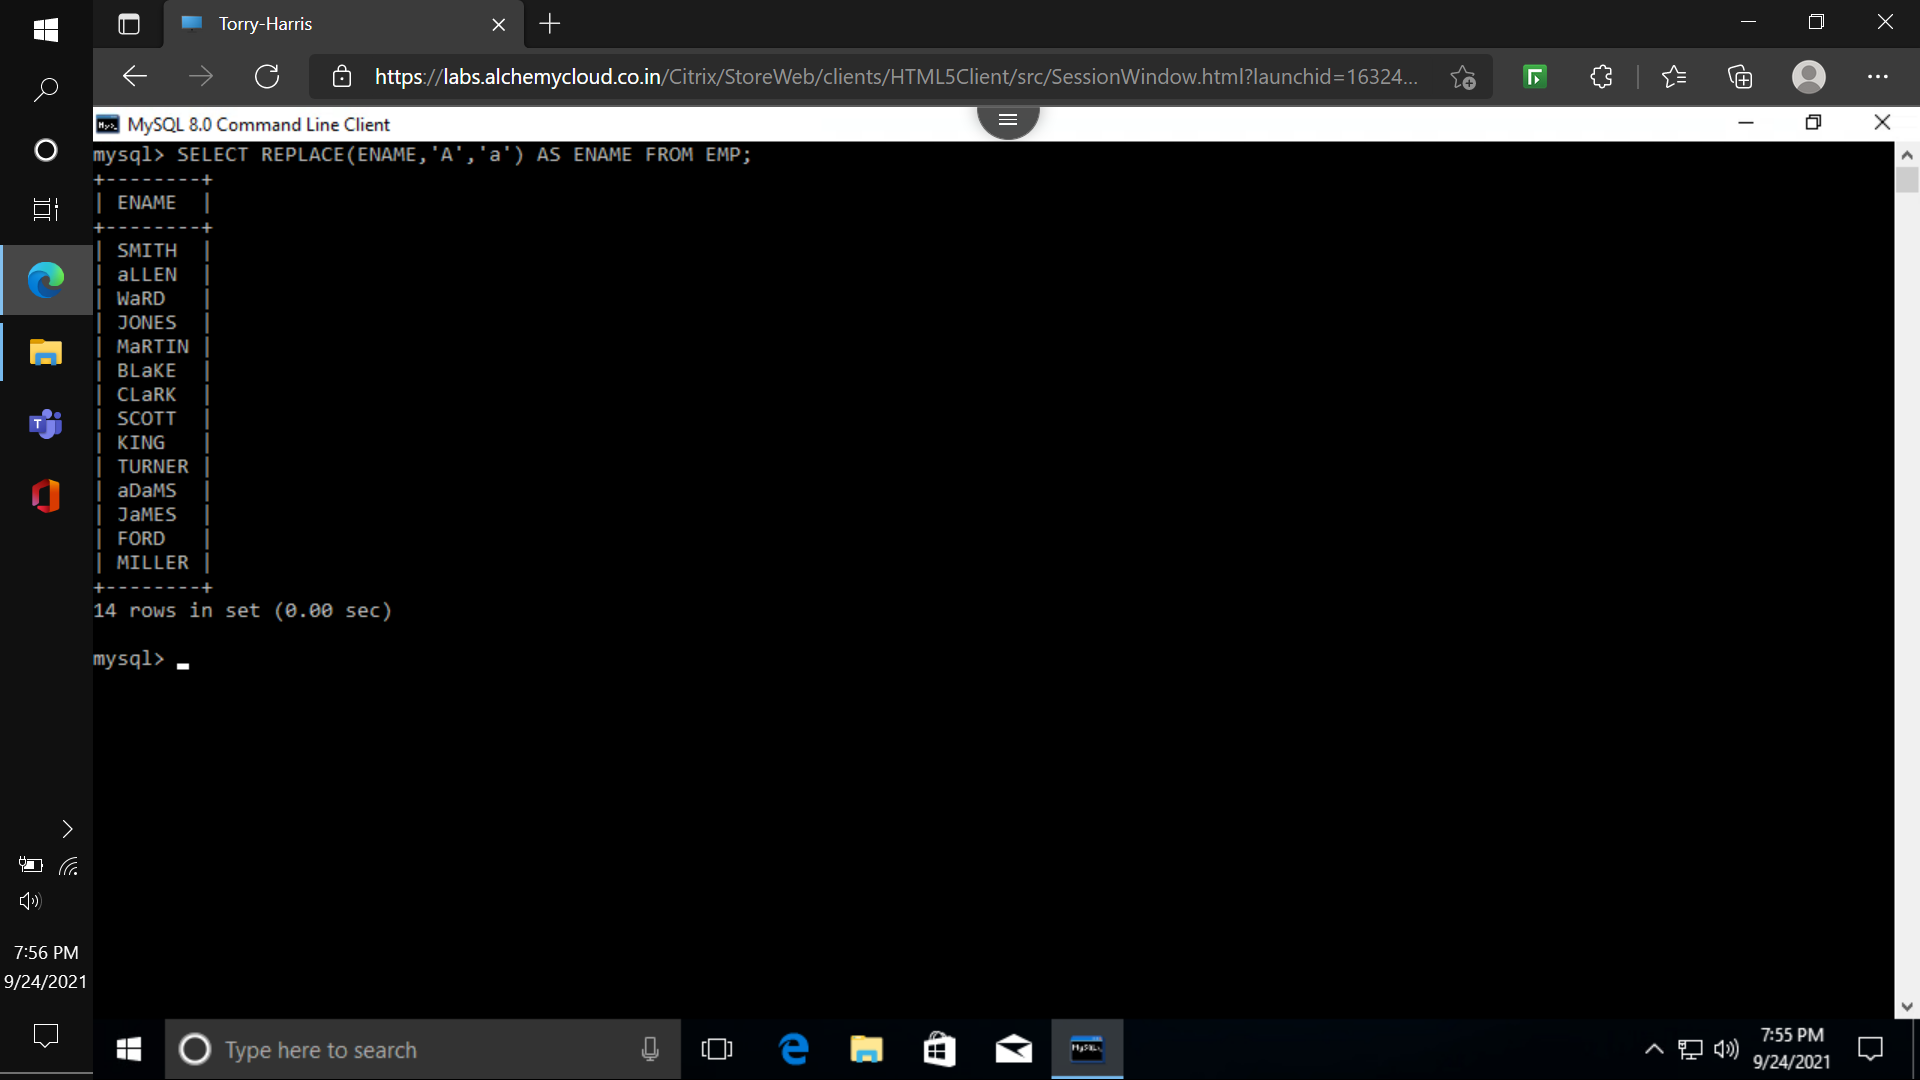 Torry-Harris
https://labs.alchemycloud.co.in/Citrix/StoreWeb/clients/HTML5Client/src/SessionWindow.html?launchid=16324...
MySQL 8.0 Command Line Client
mysql> SELECT REPLACE(ENAME,'A','a') AS ENAME FROM EMP;
+--------+
| ENAME  |
+--------+
| SMITH  |
| aLLEN  |
| WaRD   |
| JONES  |
| MaRTIN |
| BLaKE  |
| CLaRK  |
| SCOTT  |
| KING   |
| TURNER |
| aDaMS  |
| JaMES  |
| FORD   |
| MILLER |
+--------+
14 rows in set (0.00 sec)
mysql>
7:56 PM
9/24/2021
Type here to search
7:55 PM
9/24/2021